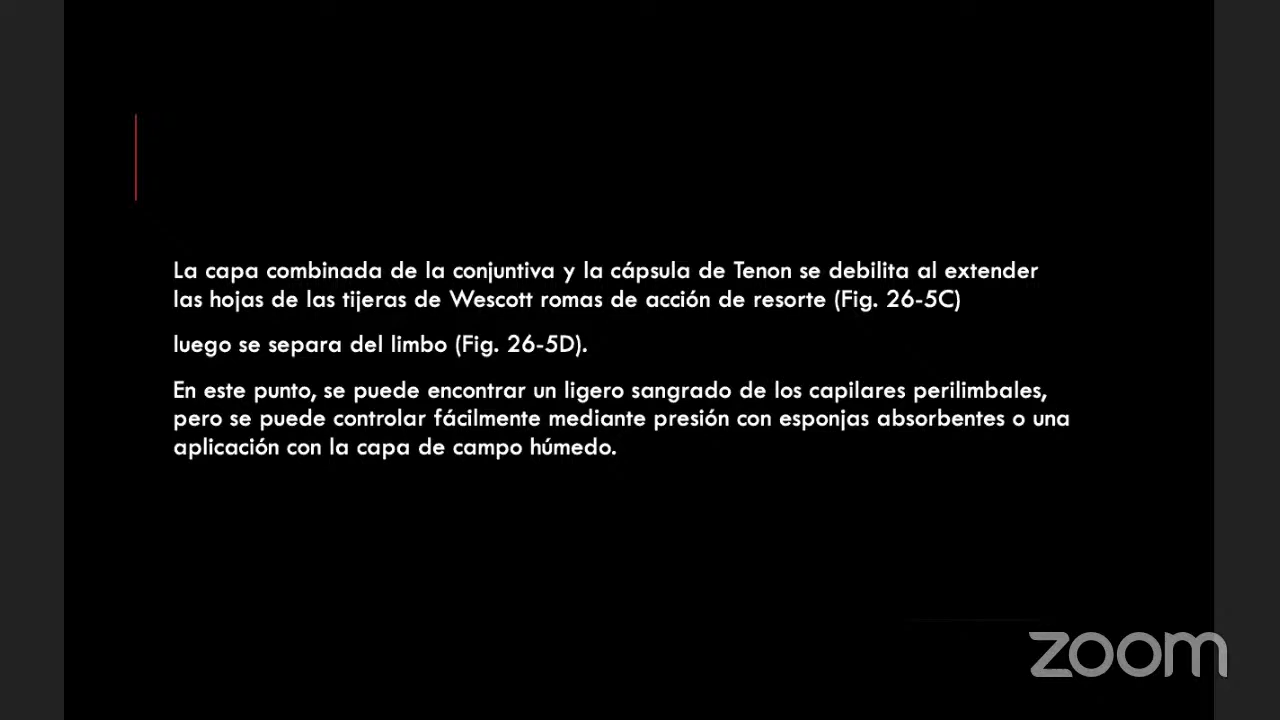 La capa combinada de la conjuntiva y la cápsula de Tenon se debilita al extender
las hojas de las tijeras de Wescott romas de acción de resorte (Fig. 26-5C)
luego se separa del limbo (Fig. 26-5D).
En este punto, se puede encontrar un ligero sangrado de los capilares perilimbales,
pero se puede controlar fácilmente mediante presión con esponjas absorbentes o una
aplicación con la capa de campo húmedo.
zoom